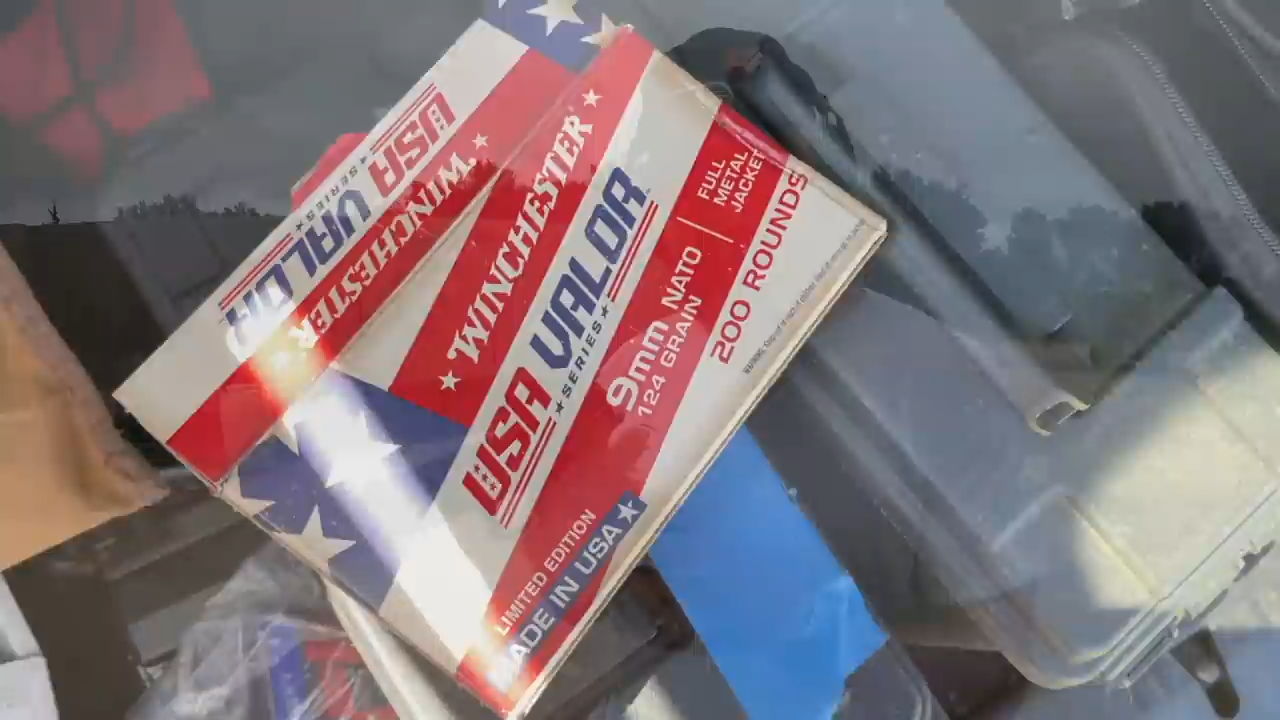 USA
VALOR
SERIES
WINCHESTER
WINCHESTER
USA VALOR
SERIES
9mm NATO
124 GRAIN
FULL
METAL
JACKET
200 ROUNDS
LIMITED EDITION
MADE IN USA